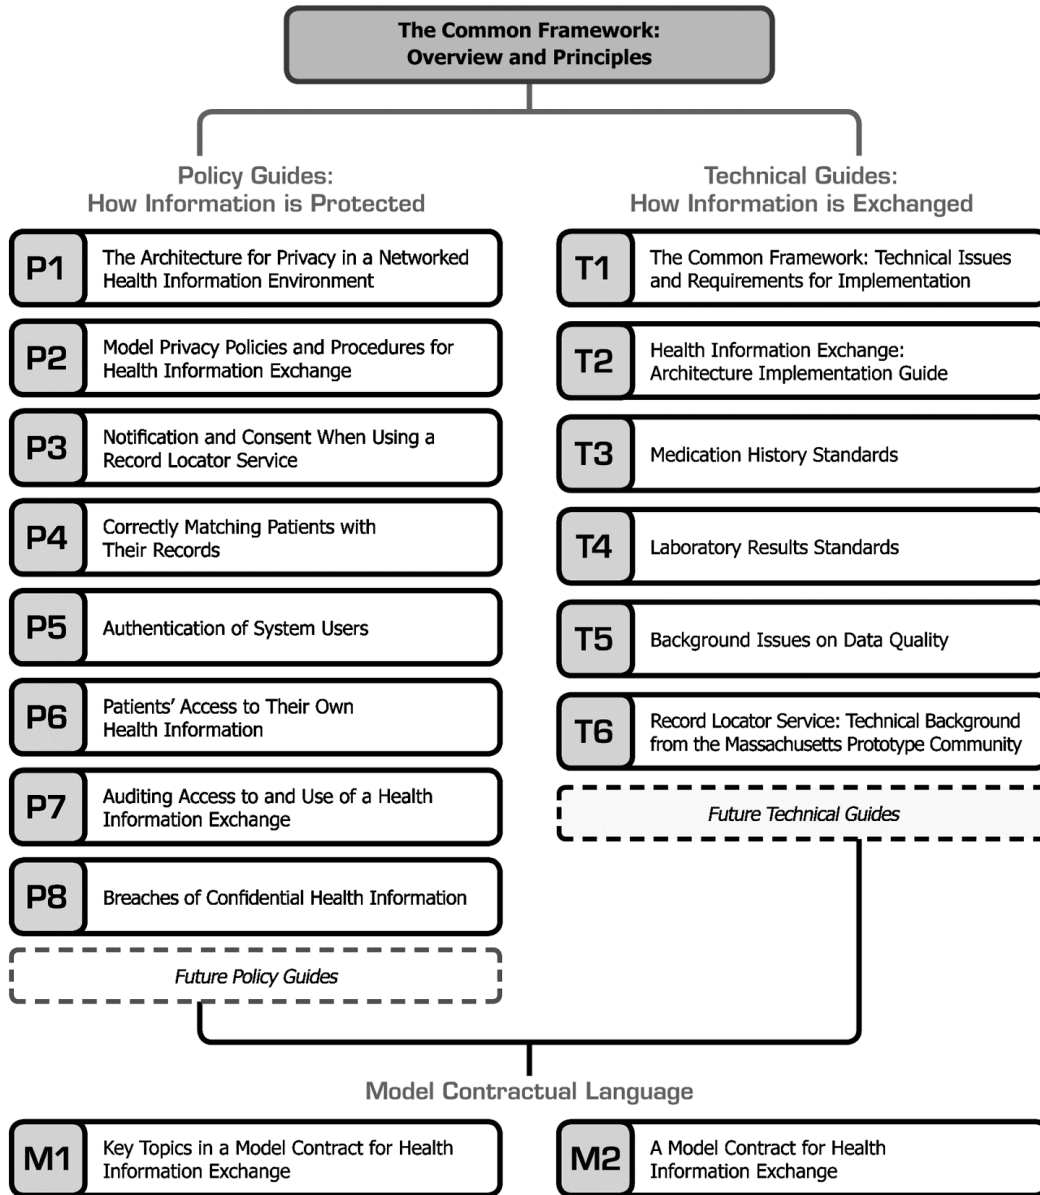 The Common Framework:
Overview and Principles
Policy Guides:
How Information is Protected
P1
The Architecture for Privacy in a Networked
Health Information Environment
P2
Model Privacy Policies and Procedures for
Health Information Exchange
P3
Notification and Consent When Using a
Record Locator Service
P4
Correctly Matching Patients with
Their Records
P5
Authentication of System Users
P6
Patients’ Access to Their Own
Health Information
P7
Auditing Access to and Use of a Health
Information Exchange
P8
Breaches of Confidential Health Information
Future Policy Guides
Technical Guides:
How Information is Exchanged
T1
The Common Framework: Technical Issues
and Requirements for Implementation
T2
Health Information Exchange:
Architecture Implementation Guide
T3
Medication History Standards
T4
Laboratory Results Standards
T5
Background Issues on Data Quality
T6
Record Locator Service: Technical Background
from the Massachusetts Prototype Community
Future Technical Guides
Model Contractual Language
M1
Key Topics in a Model Contract for Health
Information Exchange
M2
A Model Contract for Health
Information Exchange